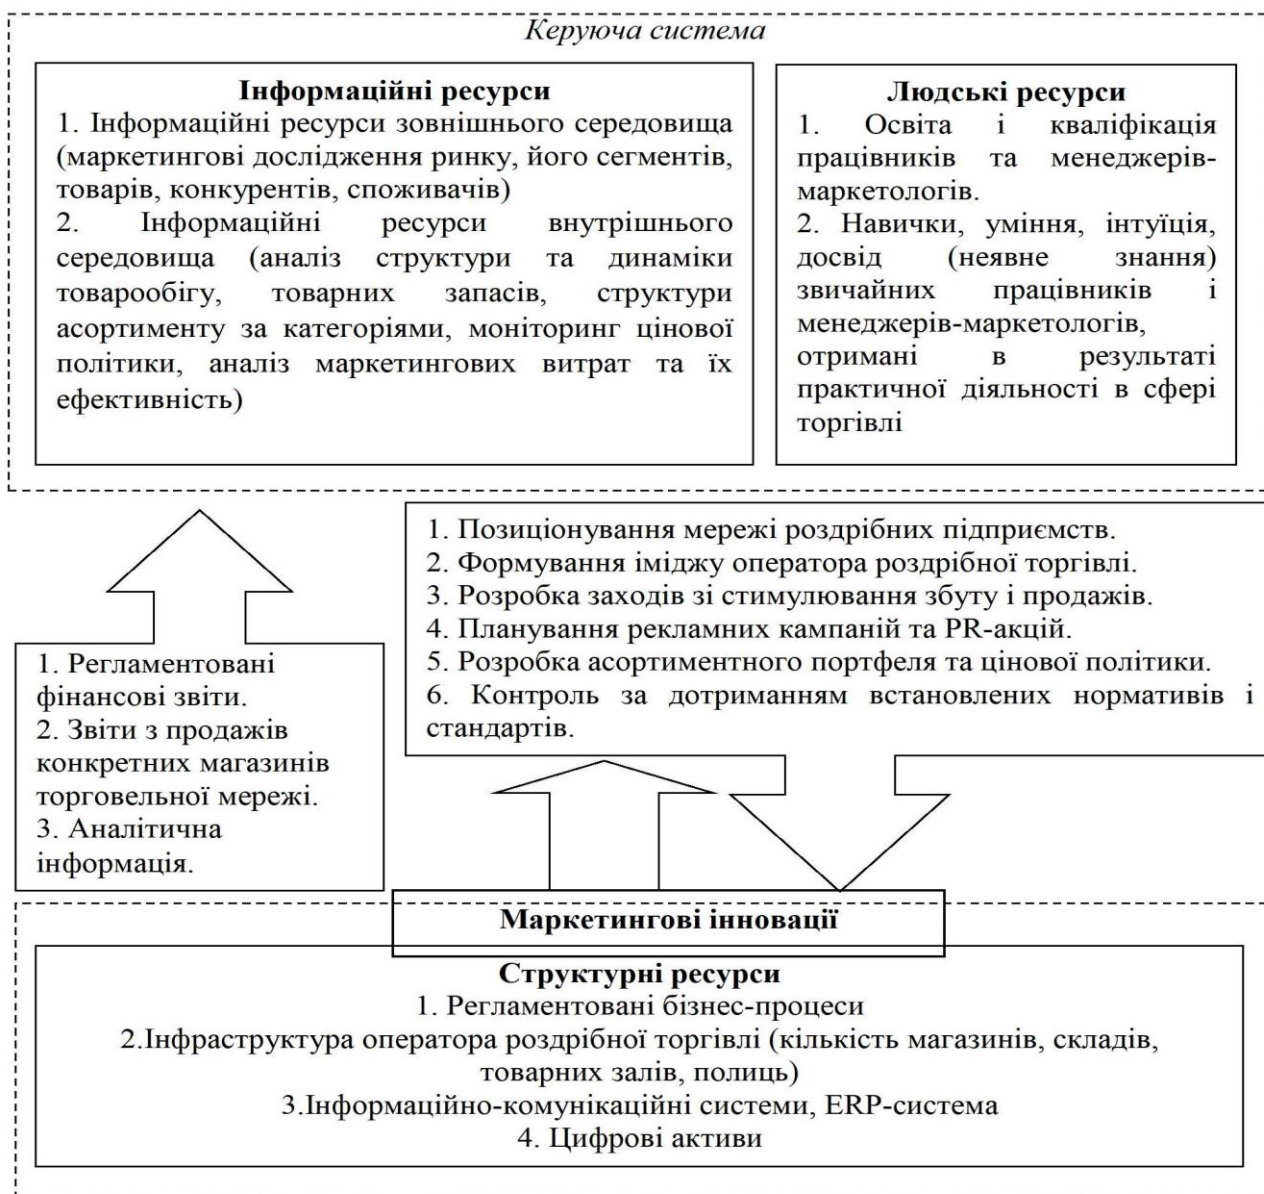 Керуюча система
Інформаційні ресурси
1. Інформаційні ресурси зовнішнього середовища
(маркетингові дослідження ринку, його сегментів,
товарів, конкурентів, споживачів)
2. Інформаційні ресурси внутрішнього
середовища (аналіз структури та динаміки
товарообігу, товарних запасів, структури
асортименту за категоріями, моніторинг цінової
політики, аналіз маркетингових витрат та їх
ефективність)
Людські ресурси
1. Освіта і кваліфікація
працівників та менеджерів-
маркетологів.
2. Навички, уміння, інтуїція,
досвід (неявне знання)
звичайних працівників і
менеджерів-маркетологів,
отримані в результаті
практичної діяльності в сфері
торгівлі
1. Регламентовані
фінансові звіти.
2. Звіти з продажів
конкретних магазинів
торговельної мережі.
3. Аналітична
інформація.
1. Позиціонування мережі роздрібних підприємств.
2. Формування іміджу оператора роздрібної торгівлі.
3. Розробка заходів зі стимулювання збуту і продажів.
4. Планування рекламних кампаній та PR-акцій.
5. Розробка асортиментного портфеля та цінової політики.
6. Контроль за дотриманням встановлених нормативів і
стандартів.
Маркетингові інновації
Структурні ресурси
1. Регламентовані бізнес-процеси
2.Інфраструктура оператора роздрібної торгівлі (кількість магазинів, складів,
товарних залів, полиць)
3.Інформаційно-комунікаційні системи, ERP-система
4. Цифрові активи